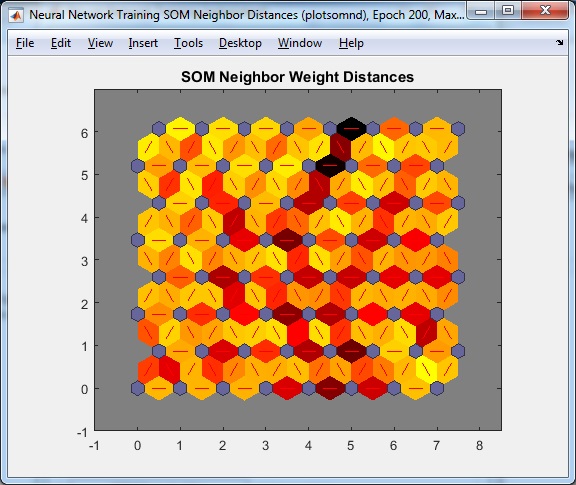 Neural Network Training SOM Neighbor Distances (plotsomnd), Epoch 200, Max...
File Edit View Insert Tools Desktop Window Help
SOM Neighbor Weight Distances
6
5
4
3
2
1
0
-1
-1 0 1 2 3 4 5 6 7 8